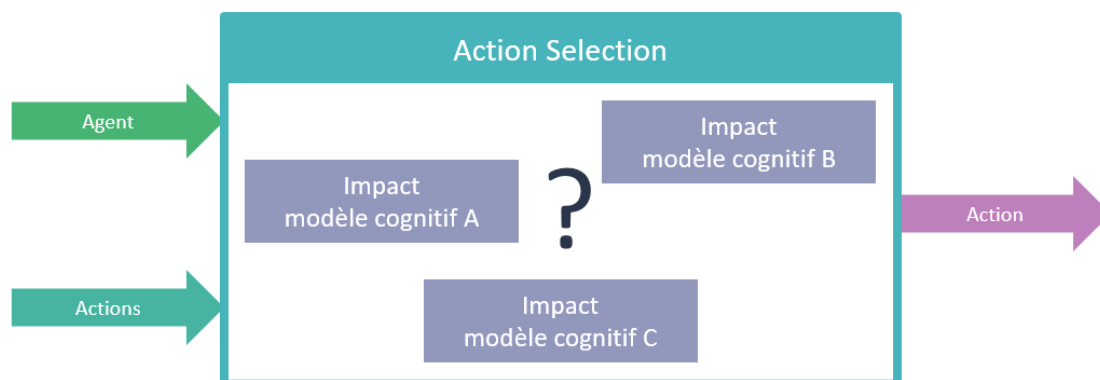 Action Selection
Agent
Impact
modèle cognitif B
Impact
modèle cognitif A
?
Action
Actions
Impact
modèle cognitif C